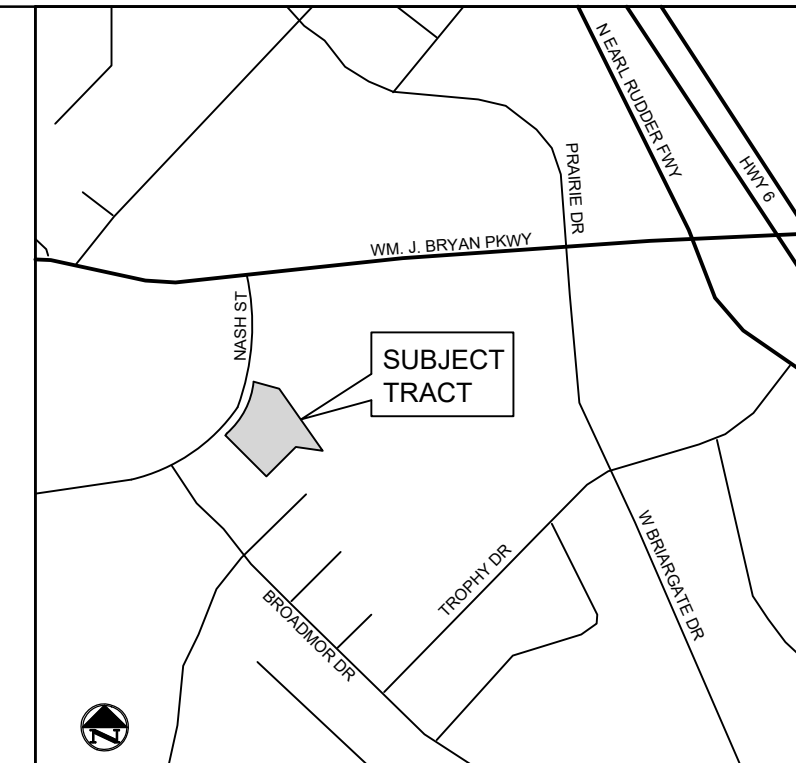 N EARL RUDDER FWY
HWY 6
PRAIRIE DR
WM. J. BRYAN PKWY
NASH ST
SUBJECT
TRACT
W BRIARGATE DR
TROPHY DR
BROADMOR DR
N